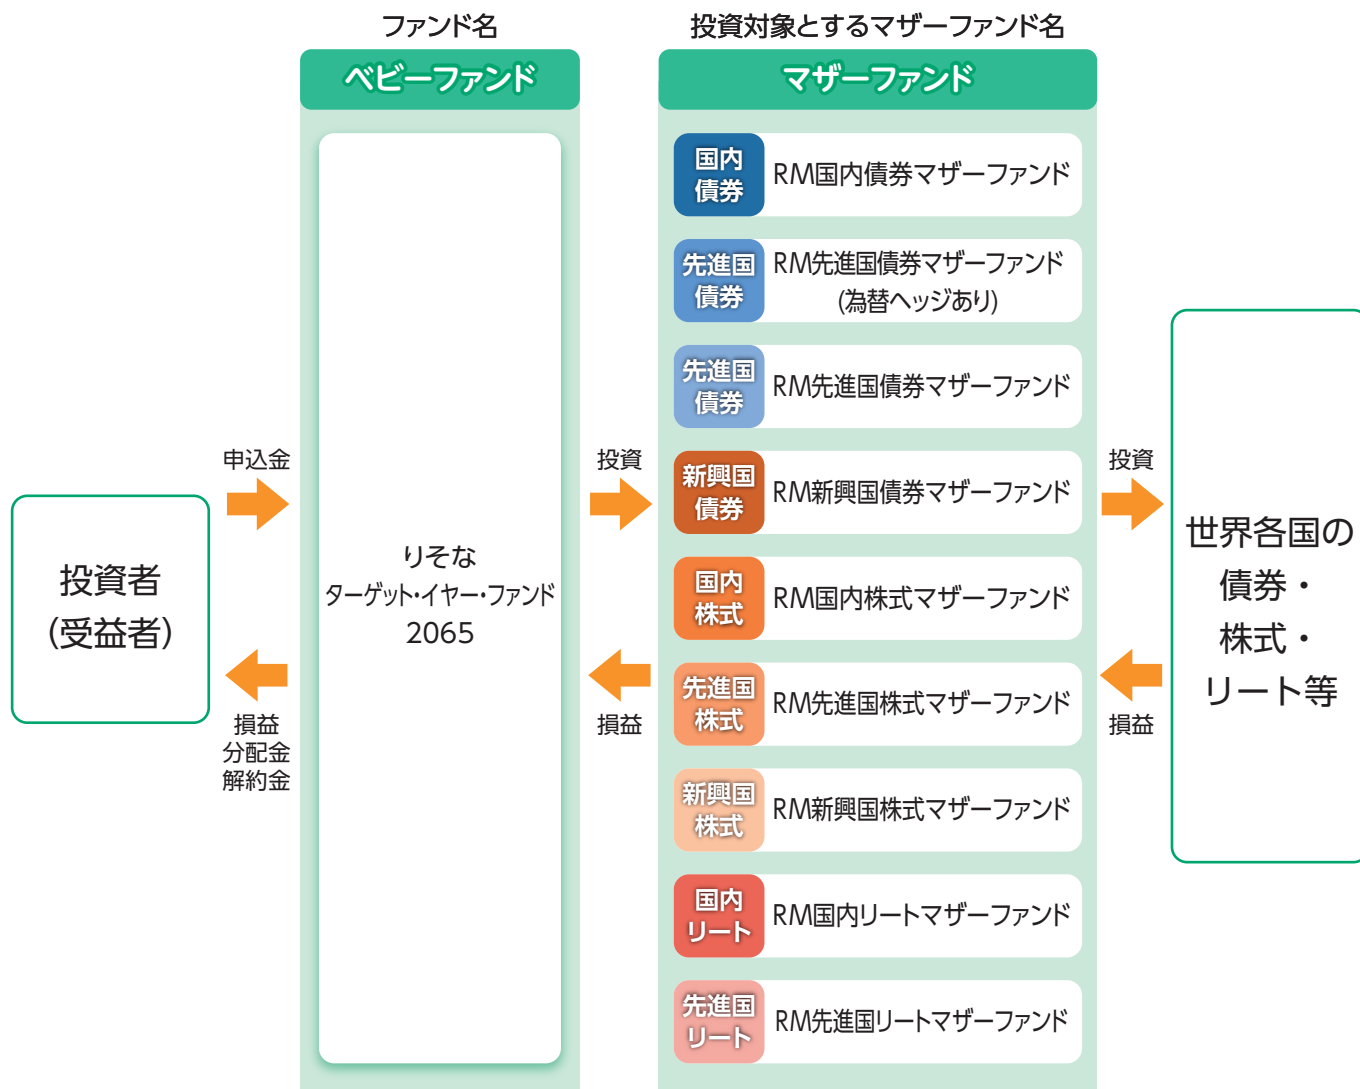 ファンド名
投資対象とするマザーファンド名
ベビーファンド
マザーファンド
投資者
(受益者)
申込金
損益
分配金
解約金
りそな
ターゲット・イヤー・ファンド
2065
投資
損益
国内
債券
RM国内債券マザーファンド
先進国
債券
RM先進国債券マザーファンド
(為替ヘッジあり)
先進国
債券
RM先進国債券マザーファンド
新興国
債券
RM新興国債券マザーファンド
国内
株式
RM国内株式マザーファンド
先進国
株式
RM先進国株式マザーファンド
新興国
株式
RM新興国株式マザーファンド
国内
リート
RM国内リートマザーファンド
先進国
リート
RM先進国リートマザーファンド
投資
損益
世界各国の
債券・
株式・
リート等